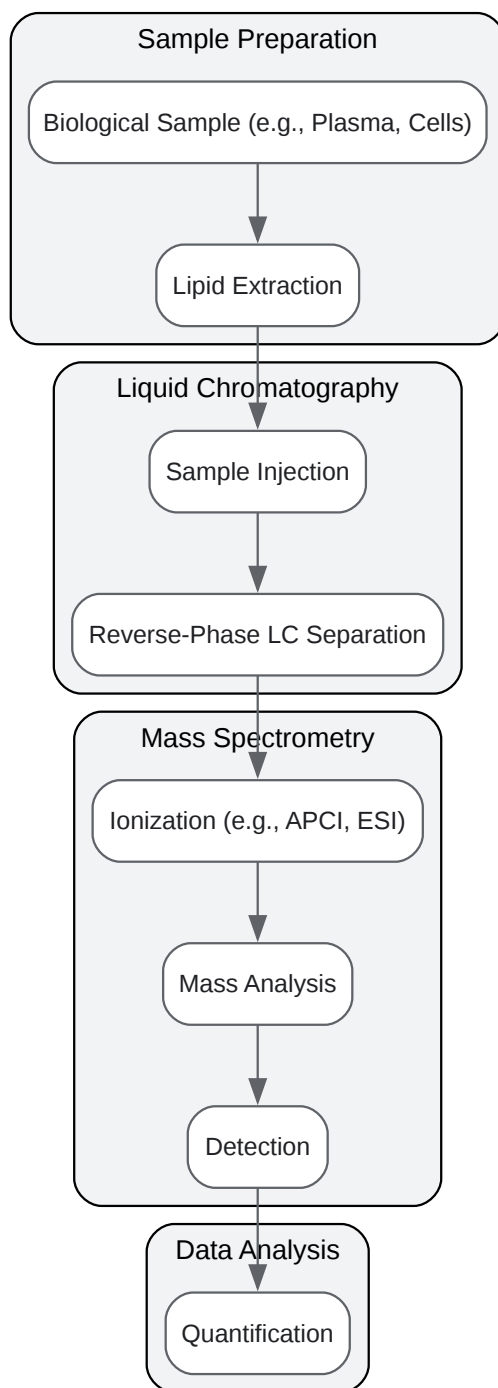 Sample Preparation
Biological Sample (e.g., Plasma, Cells)
Lipid Extraction
Liquid Chromatography
Sample Injection
Reverse-Phase LC Separation
Mass Spectrometry
Ionization (e.g., APCI, ESI)
Mass Analysis
Detection
Data Analysis
Quantification